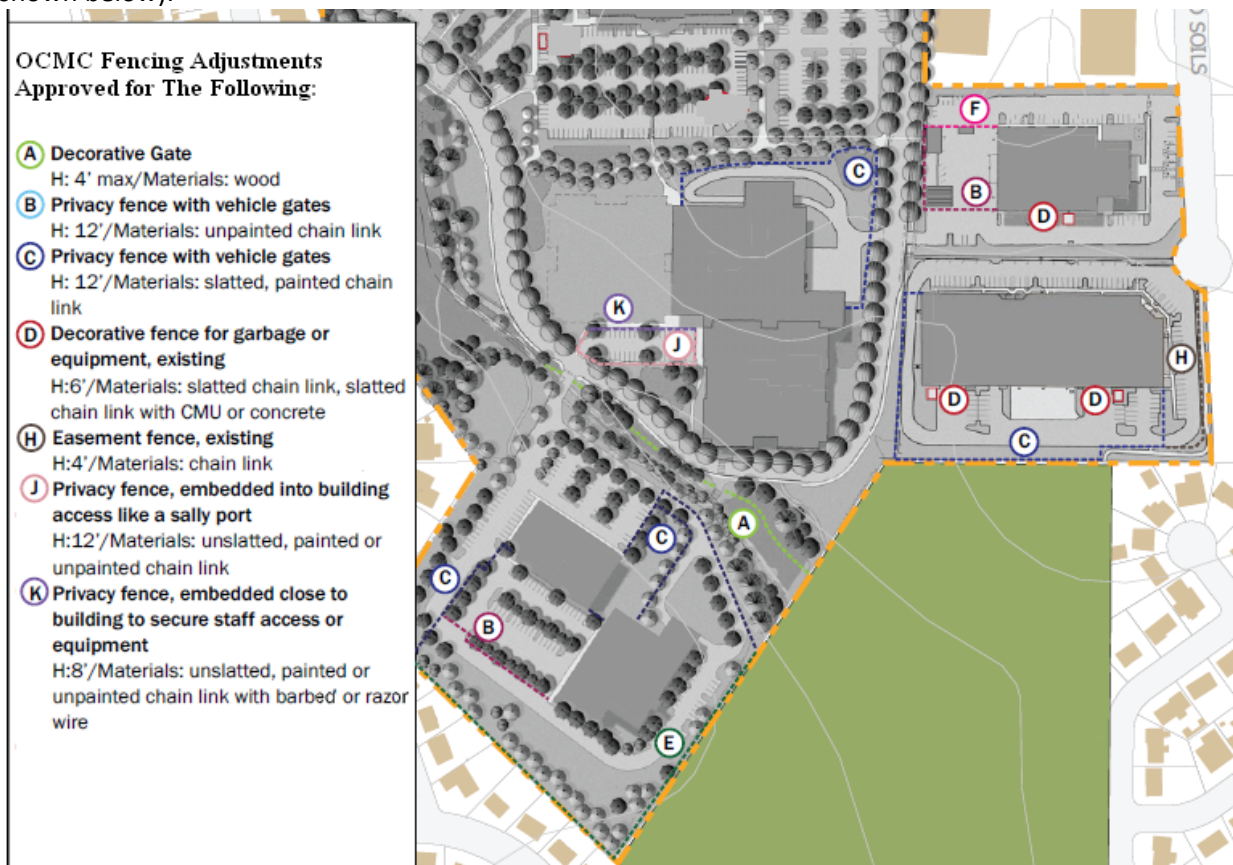 shown below).
OCMC Fencing Adjustments
Approved for The Following:
A Decorative Gate
H: 4' max/Materials: wood
B Privacy fence with vehicle gates
H: 12'/Materials: unpainted chain link
C Privacy fence with vehicle gates
H: 12'/Materials: slatted, painted chain
link
D Decorative fence for garbage or
equipment, existing
H:6'/Materials: slatted chain link, slatted
chain link with CMU or concrete
H Easement fence, existing
H:4'/Materials: chain link
J Privacy fence, embedded into building
access like a sally port
H:12'/Materials: unslatted, painted or
unpainted chain link
K Privacy fence, embedded close to
building to secure staff access or
equipment
H:8'/Materials: unslatted, painted or
unpainted chain link with barbed or razor
wire
SOILS
F
C
B
D
K
J
H
D
D
C
A
C
C
B
E